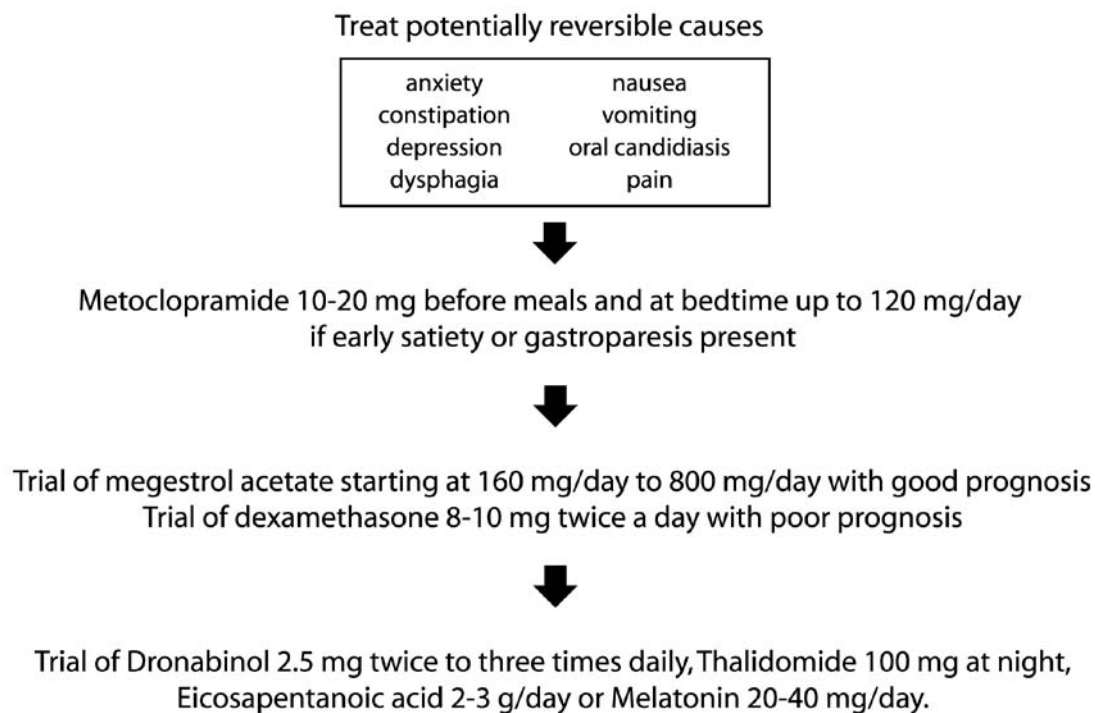 Treat potentially reversible causes
anxiety nausea
constipation vomiting
depression oral candidiasis
dysphagia pain
Metoclopramide 10-20 mg before meals and at bedtime up to 120 mg/day
if early satiety or gastroparesis present
Trial of megestrol acetate starting at 160 mg/day to 800 mg/day with good prognosis
Trial of dexamethasone 8-10 mg twice a day with poor prognosis
Trial of Dronabinol 2.5 mg twice to three times daily, Thalidomide 100 mg at night,
Eicosapentanoic acid 2-3 g/day or Melatonin 20-40 mg/day.